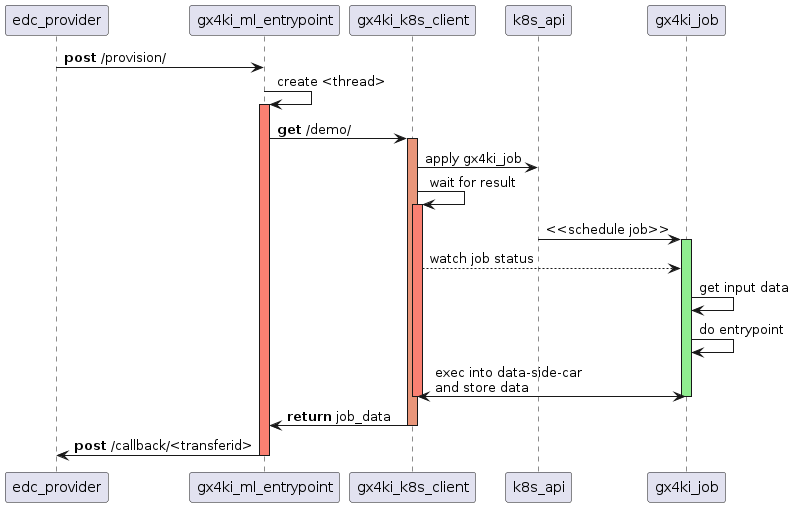 edc_provider gx4ki_ml_entrypoint gx4ki_k8s_client k8s_api gx4ki_job
post /provision/
create <thread>
get /demo/
apply gx4ki_job
wait for result
<<schedule job>>
watch job status
get input data
do entrypoint
exec into data-side-car
and store data
return job_data
post /callback/<transferid>
edc_provider gx4ki_ml_entrypoint gx4ki_k8s_client k8s_api gx4ki_job